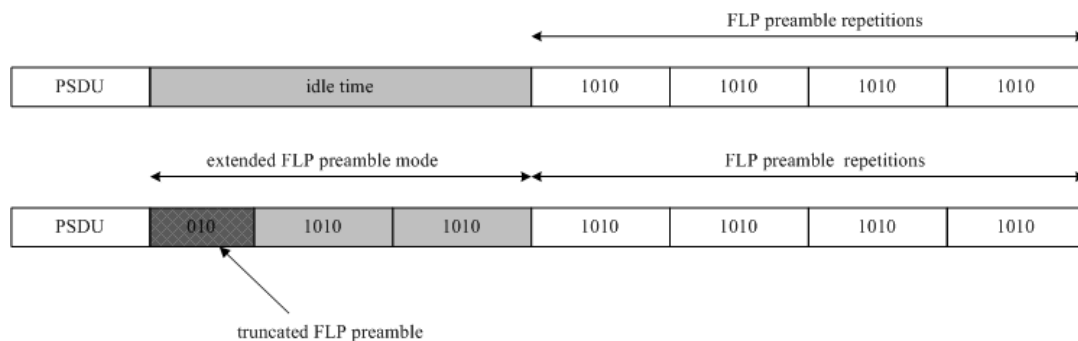 FLP preamble repetitions
PSDU idle time 1010 1010 1010 1010
extended FLP preamble mode FLP preamble repetitions
PSDU 010 1010 1010 1010 1010 1010 1010
truncated FLP preamble